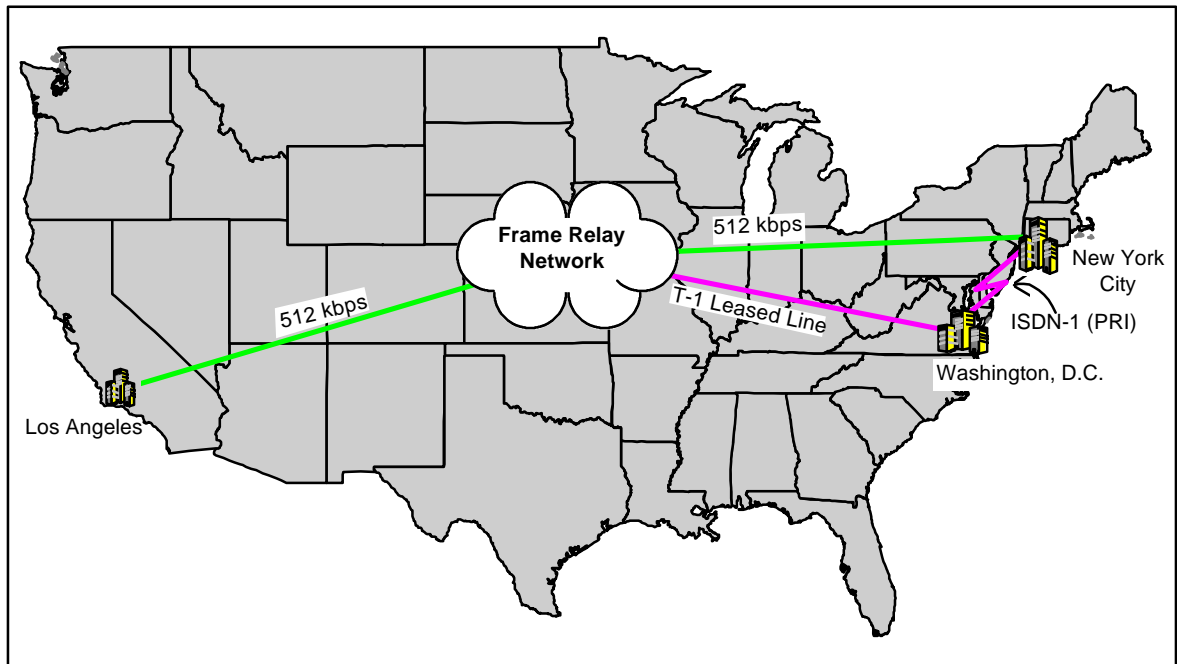 Frame Relay
Network
512 kbps
New York
City
512 kbps
T-1 Leased Line
ISDN-1 (PRI)
Washington, D.C.
Los Angeles